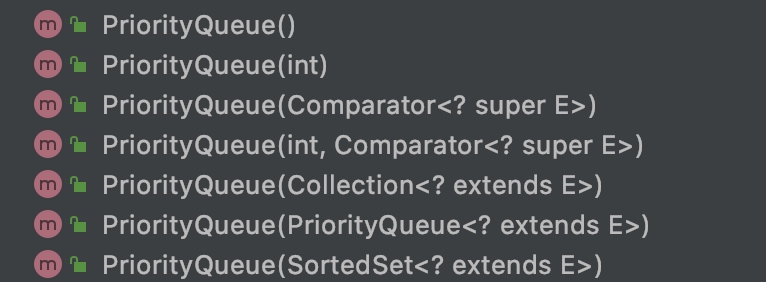 m PriorityQueue()
m PriorityQueue(int)
m PriorityQueue(Comparator<? super E>)
m PriorityQueue(int, Comparator<? super E>)
m PriorityQueue(Collection<? extends E>)
m PriorityQueue(PriorityQueue<? extends E>)
m PriorityQueue(SortedSet<? extends E>)